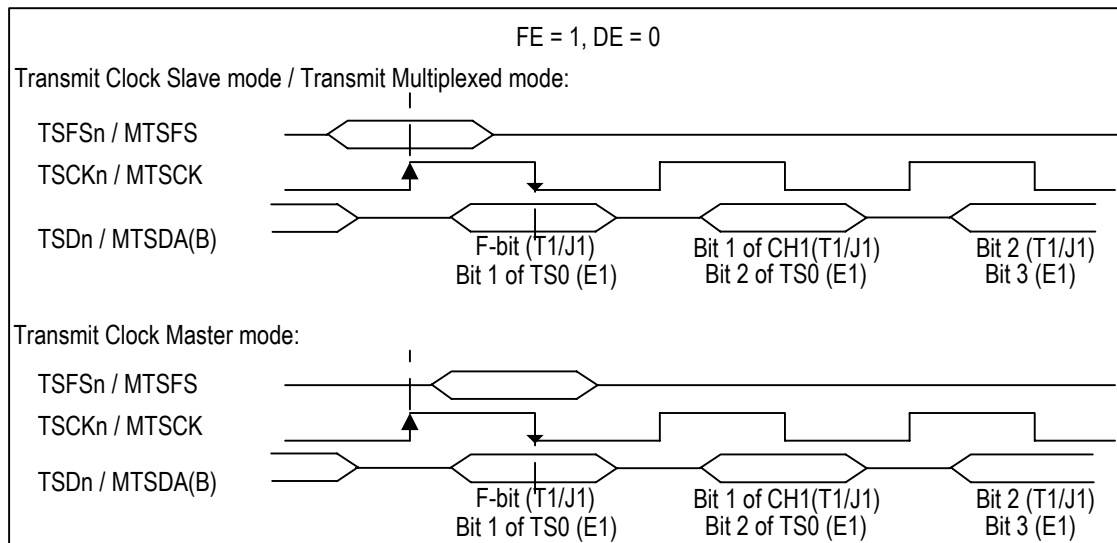 FE = 1, DE = 0
Transmit Clock Slave mode / Transmit Multiplexed mode:
TSFSn / MTSFS
TSCKn / MTSCK
TSDn / MTSDA(B)
F-bit (T1/J1)
Bit 1 of TS0 (E1)
Bit 1 of CH1(T1/J1)
Bit 2 of TS0 (E1)
Bit 2 (T1/J1)
Bit 3 (E1)
Transmit Clock Master mode:
TSFSn / MTSFS
TSCKn / MTSCK
TSDn / MTSDA(B)
F-bit (T1/J1)
Bit 1 of TS0 (E1)
Bit 1 of CH1(T1/J1)
Bit 2 of TS0 (E1)
Bit 2 (T1/J1)
Bit 3 (E1)